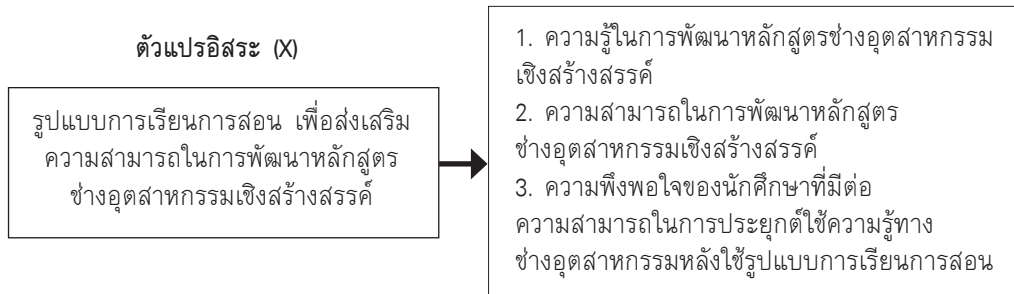 ตัวแปรอิสระ (X)
รูปแบบการเรียนการสอน เพื่อส่งเสริม
ความสามารถในการพัฒนาหลักสูตร
ช่างอุตสาหกรรมเชิงสร้างสรรค์
1. ความรู้ในการพัฒนาหลักสูตรช่างอุตสาหกรรม
เชิงสร้างสรรค์
2. ความสามารถในการพัฒนาหลักสูตร
ช่างอุตสาหกรรมเชิงสร้างสรรค์
3. ความพึงพอใจของนักศึกษาที่มีต่อ
ความสามารถในการประยุกต์ใช้ความรู้ทาง
ช่างอุตสาหกรรมหลังใช้รูปแบบการเรียนการสอน